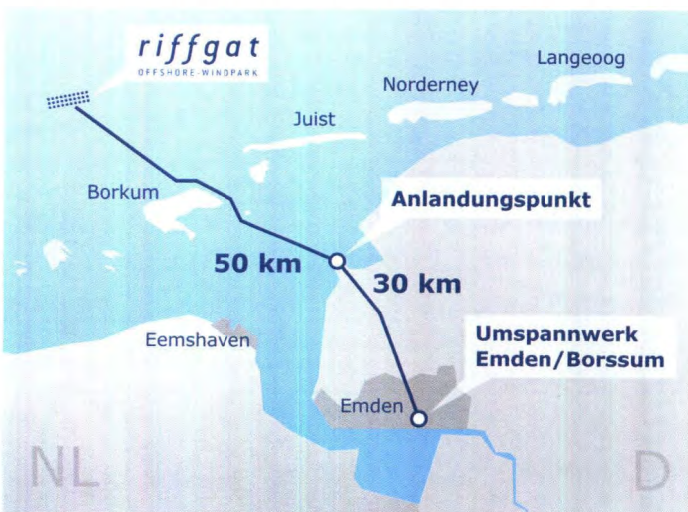 riffgat
OFFSHORE-WINDPARK
Langeoog
Norderney
Juist
Borkum
Anlandungspunkt
50 km
30 km
Eemshaven
Umspannwerk
Emden/Borssum
Emden
NL
D